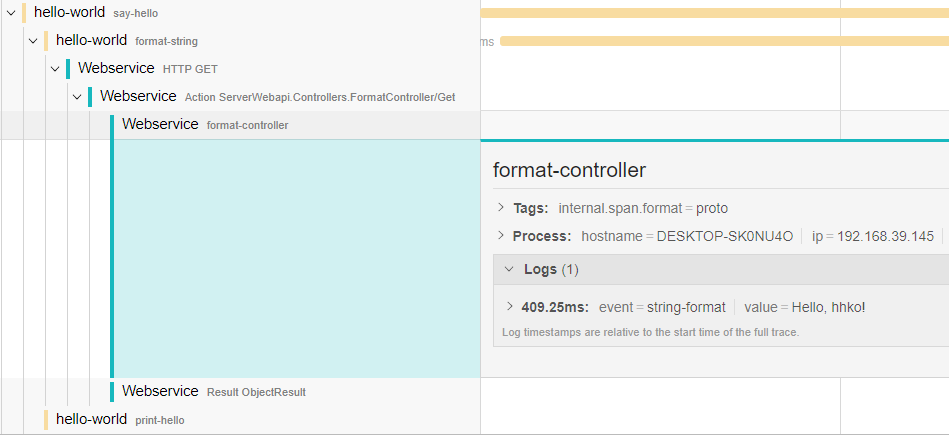 hello-world say-hello
hello-world format-string
ms
Webservice HTTP GET
Webservice Action ServerWebapi.Controllers.FormatController/Get
Webservice format-controller
format-controller
Tags: internal.span.format = proto
Process: hostname = DESKTOP-SK0NU4O ip = 192.168.39.145
Logs (1)
409.25ms: event = string-format value = Hello, hhko!
Log timestamps are relative to the start time of the full trace.
Webservice Result ObjectResult
hello-world print-hello